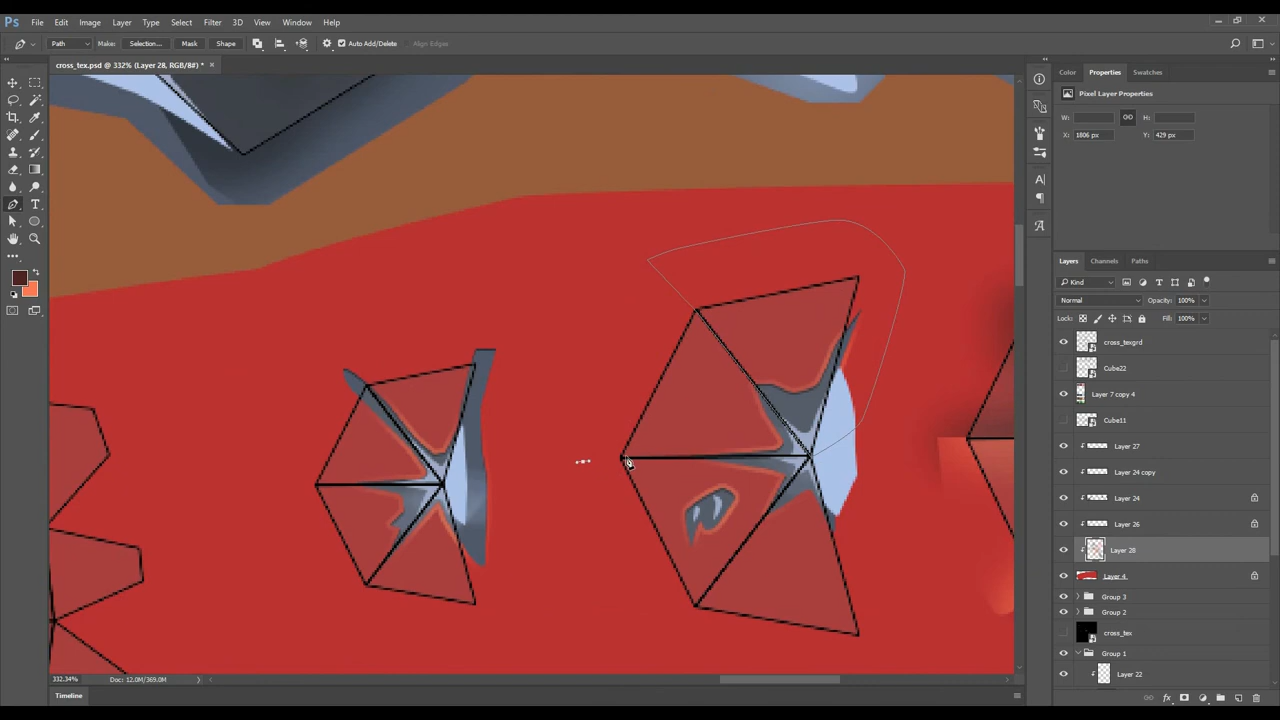 Ps File Edit Image Layer Type Select Filter 3D View Window Help
Path Make: Selection... Mask Shape Auto Add/Delete Align Edges
cross_tex.psd @ 332% (Layer 28, RGB/8#) * ×
Color Properties Swatches
Pixel Layer Properties
W: H:
X: 1806 px Y: 429 px
Layers Channels Paths
Kind
Normal Opacity: 100%
Lock: Fill: 100%
cross_texgrd
Cube22
Layer 7 copy 4
Cube11
Layer 27
Layer 24 copy
Layer 24
Layer 26
Layer 28
Layer 4
Group 3
Group 2
cross_tex
Group 1
Layer 22
332.34% Doc: 12.0M/369.0M
Timeline